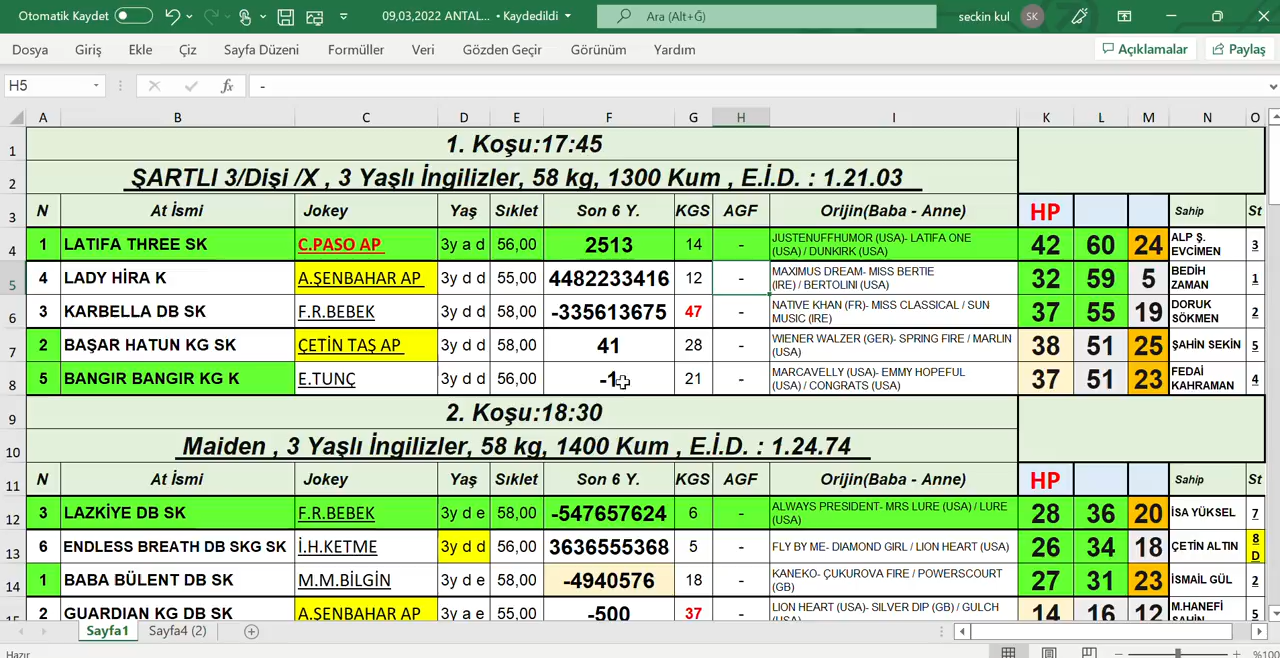 Otomatik Kaydet
09,03,2022 ANTAL... • Kaydedildi
Ara (Alt+Ğ)
seckin kul SK
Dosya Giriş Ekle Çiz Sayfa Düzeni Formüller Veri Gözden Geçir Görünüm Yardım Açıklamalar Paylaş
H5 fx -
A B C D E F G H I K L M N O
1 1. Koşu:17:45
2 ŞARTLI 3/Dişi /X , 3 Yaşlı İngilizler, 58 kg, 1300 Kum , E.İ.D. : 1.21.03
3 N At İsmi Jokey Yaş Sıklet Son 6 Y. KGS AGF Orijin(Baba - Anne) HP Sahip St
4 1 LATIFA THREE SK C.PASO AP 3y a d 56,00 2513 14 - JUSTENUFFHUMOR (USA)- LATIFA ONE 42 60 24 ALP Ş. 3
(USA) / DUNKIRK (USA) EVCİMEN
5 4 LADY HİRA K A.ŞENBAHAR AP 3y d d 55,00 4482233416 12 - MAXIMUS DREAM- MISS BERTIE 32 59 5 BEDİH 1
(IRE) / BERTOLINI (USA) ZAMAN
6 3 KARBELLA DB SK F.R.BEBEK 3y d d 58,00 -335613675 47 - NATIVE KHAN (FR)- MISS CLASSICAL / SUN 37 55 19 DORUK 2
MUSIC (IRE) SÖKMEN
7 2 BAŞAR HATUN KG SK ÇETİN TAŞ AP 3y d d 58,00 41 28 - WIENER WALZER (GER)- SPRING FIRE / MARLIN 38 51 25 ŞAHİN SEKİN 5
(USA)
8 5 BANGIR BANGIR KG K E.TUNÇ 3y d d 56,00 -1 21 - MARCAVELLY (USA)- EMMY HOPEFUL 37 51 23 FEDAİ 4
(USA) / CONGRATS (USA) KAHRAMAN
9 2. Koşu:18:30
10 Maiden , 3 Yaşlı İngilizler, 58 kg, 1400 Kum , E.İ.D. : 1.24.74
11 N At İsmi Jokey Yaş Sıklet Son 6 Y. KGS AGF Orijin(Baba - Anne) HP Sahip St
12 3 LAZKİYE DB SK F.R.BEBEK 3y d e 58,00 -547657624 6 - ALWAYS PRESIDENT- MRS LURE (USA) / LURE 28 36 20 İSA YÜKSEL 7
(USA)
13 6 ENDLESS BREATH DB SKG SK İ.H.KETME 3y d d 56,00 3636555368 5 - FLY BY ME- DIAMOND GIRL / LION HEART (USA) 26 34 18 ÇETİN ALTIN 8
D
14 1 BABA BÜLENT DB SK M.M.BİLGİN 3y d e 58,00 -4940576 18 - KANEKO- ÇUKUROVA FIRE / POWERSCOURT 27 31 23 İSMAİL GÜL 2
(GB)
15 2 GUARDIAN KG DB SK A.ŞENBAHAR AP 3y a e 55,00 -500 37 - LION HEART (USA)- SILVER DIP (GB) / GULCH 14 16 12 M.HANEFİ 5
(USA) ŞAHİN
Sayfa1 Sayfa4 (2)
Hazır %100